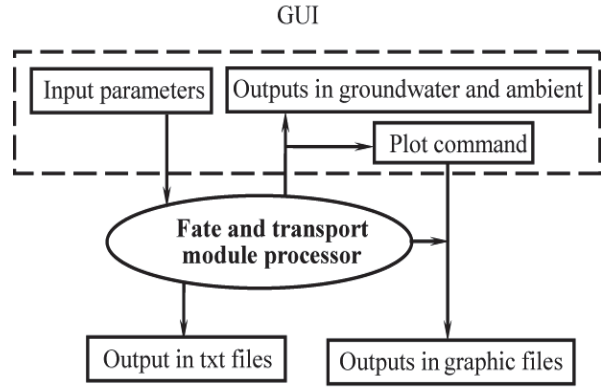 GUI
Input parameters
Outputs in groundwater and ambient
Plot command
Fate and transport
module processor
Output in txt files
Outputs in graphic files